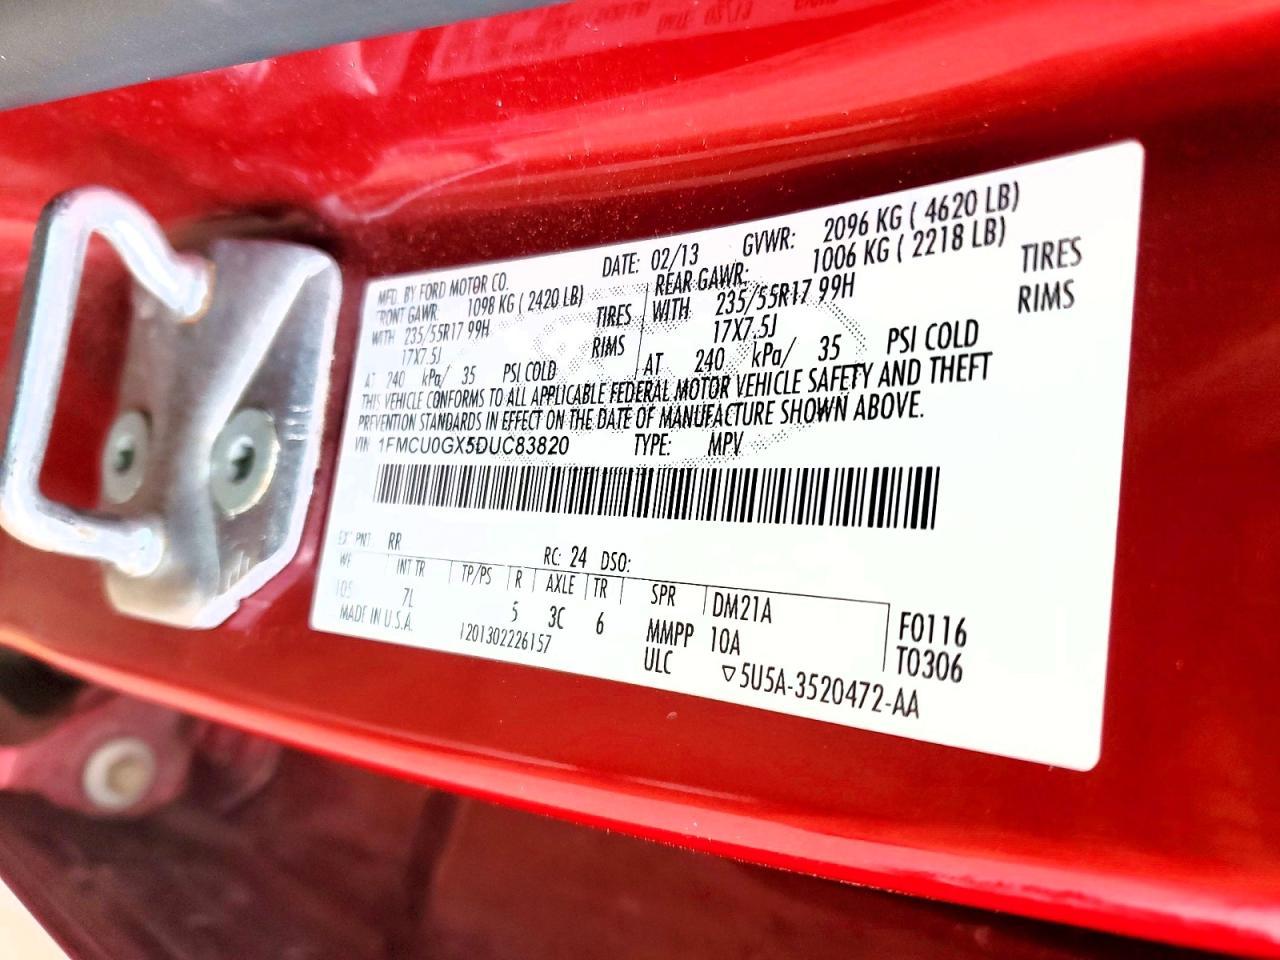 MFD. BY FORD MOTOR CO. DATE: 02/13 GVWR: 2096 KG ( 4620 LB)
FRONT GAWR: 1098 KG ( 2420 LB) REAR GAWR: 1006 KG ( 2218 LB)
WITH 235/55R17 99H TIRES WITH 235/55R17 99H TIRES
17X7.5J RIMS 17X7.5J RIMS
AT 240 kPa/ 35 PSI COLD AT 240 kPa/ 35 PSI COLD
THIS VEHICLE CONFORMS TO ALL APPLICABLE FEDERAL MOTOR VEHICLE SAFETY AND THEFT
PREVENTION STANDARDS IN EFFECT ON THE DATE OF MANUFACTURE SHOWN ABOVE.
VIN: 1FMCU0GX5DUC83820 TYPE: MPV
EXT PNT: RR RC: 24 DSO:
WB INT TR TP/PS R AXLE TR SPR DM21A F0116
105 7L 5 3C 6 MMPP 10A T0306
MADE IN U.S.A. 1201302226157 ULC ▽5U5A-3520472-AA